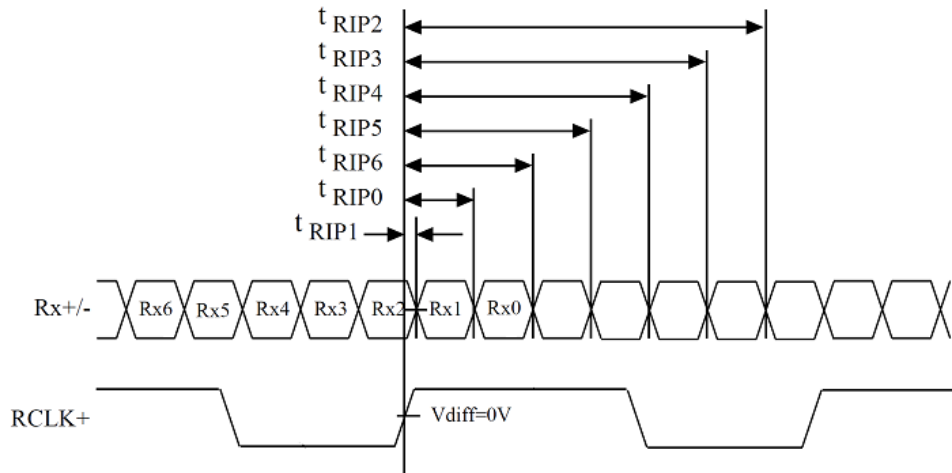 t RIP2
t RIP3
t RIP4
t RIP5
t RIP6
t RIP0
t RIP1
Rx+/- Rx6 Rx5 Rx4 Rx3 Rx2 Rx1 Rx0
RCLK+ Vdiff=0V